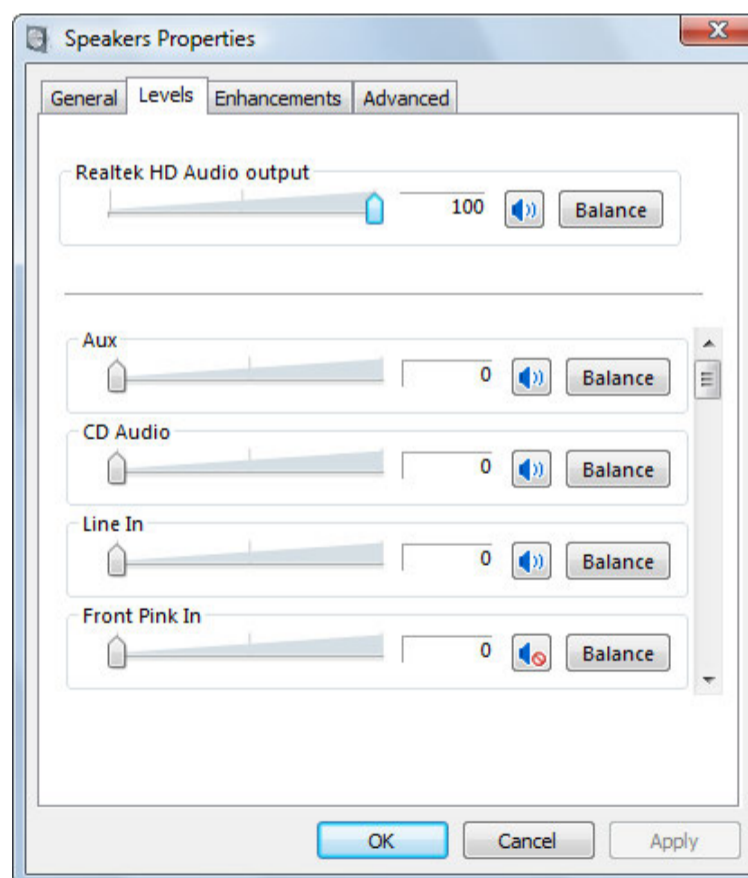 Speakers Properties
General Levels Enhancements Advanced
Realtek HD Audio output
100 Balance
Aux
0 Balance
CD Audio
0 Balance
Line In
0 Balance
Front Pink In
0 Balance
OK Cancel Apply